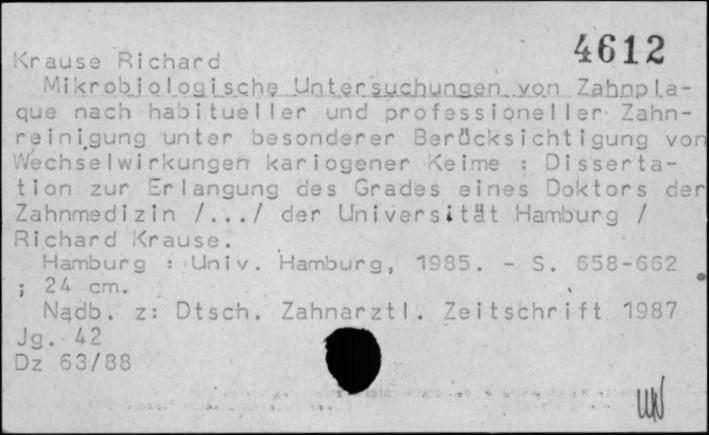 4612
Krause Richard
Mikrobiologische Untersuchungen von Zahnpla-
que nach habitueller und professioneller Zahn-
reinigung unter besonderer Berücksichtigung von
Wechselwirkungen kariogener Keime : Disserta-
tion zur Erlangung des Grades eines Doktors der
Zahnmedizin /.../ der Universität Hamburg /
Richard Krause.
Hamburg : Univ. Hamburg, 1985. - S. 658-662
; 24 cm.
Nadb. z: Dtsch. Zahnarztl. Zeitschrift 1987
Jg. 42
Dz 63/88